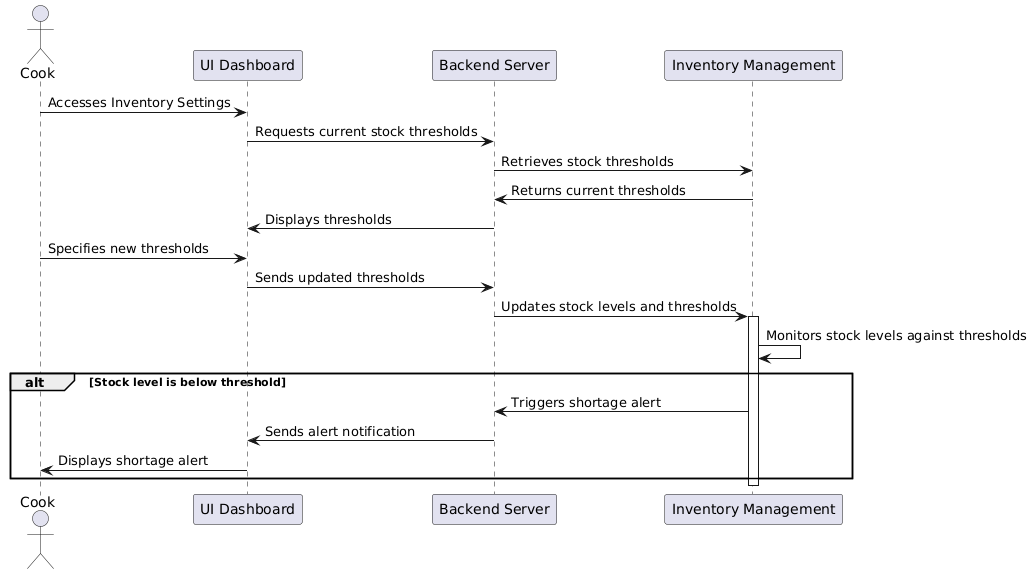 Cook
UI Dashboard
Backend Server
Inventory Management
Accesses Inventory Settings
Requests current stock thresholds
Retrieves stock thresholds
Returns current thresholds
Displays thresholds
Specifies new thresholds
Sends updated thresholds
Updates stock levels and thresholds
Monitors stock levels against thresholds
alt [Stock level is below threshold]
Triggers shortage alert
Sends alert notification
Displays shortage alert
Cook
UI Dashboard
Backend Server
Inventory Management